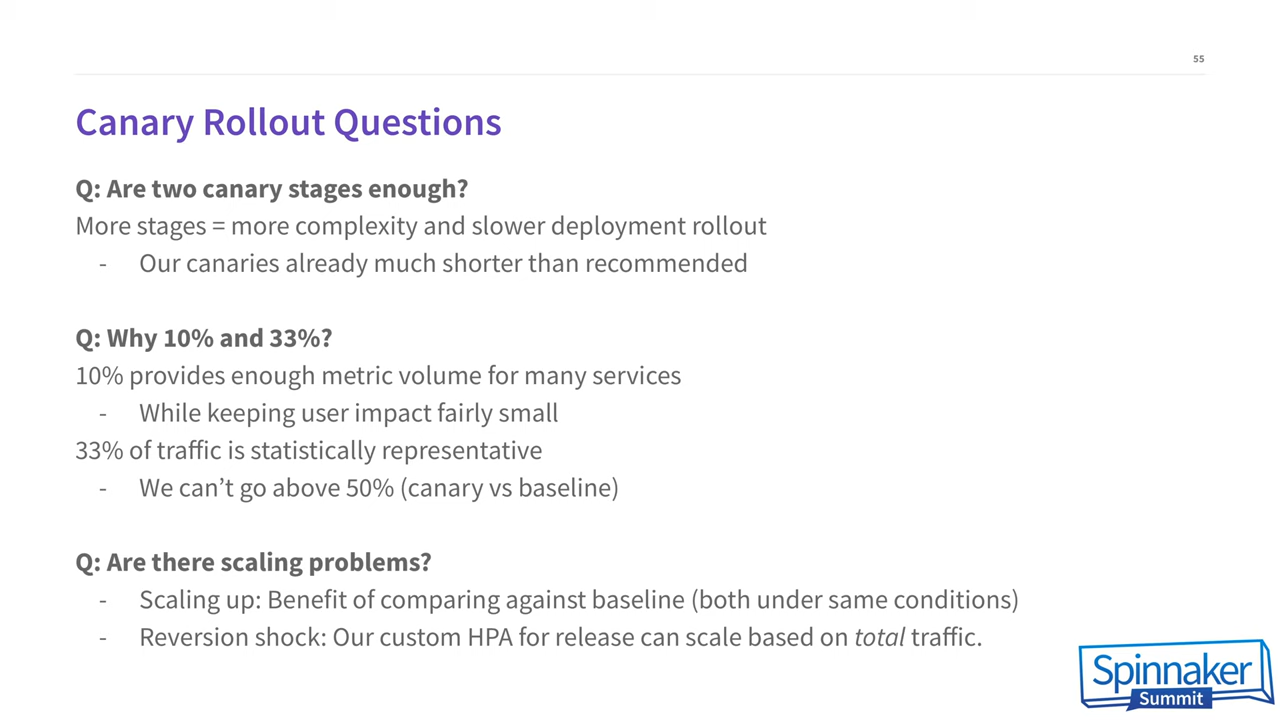 55
Canary Rollout Questions
Q: Are two canary stages enough?
More stages = more complexity and slower deployment rollout
- Our canaries already much shorter than recommended
Q: Why 10% and 33%?
10% provides enough metric volume for many services
- While keeping user impact fairly small
33% of traffic is statistically representative
- We can’t go above 50% (canary vs baseline)
Q: Are there scaling problems?
- Scaling up: Benefit of comparing against baseline (both under same conditions)
- Reversion shock: Our custom HPA for release can scale based on total traffic.
Spinnaker
Summit